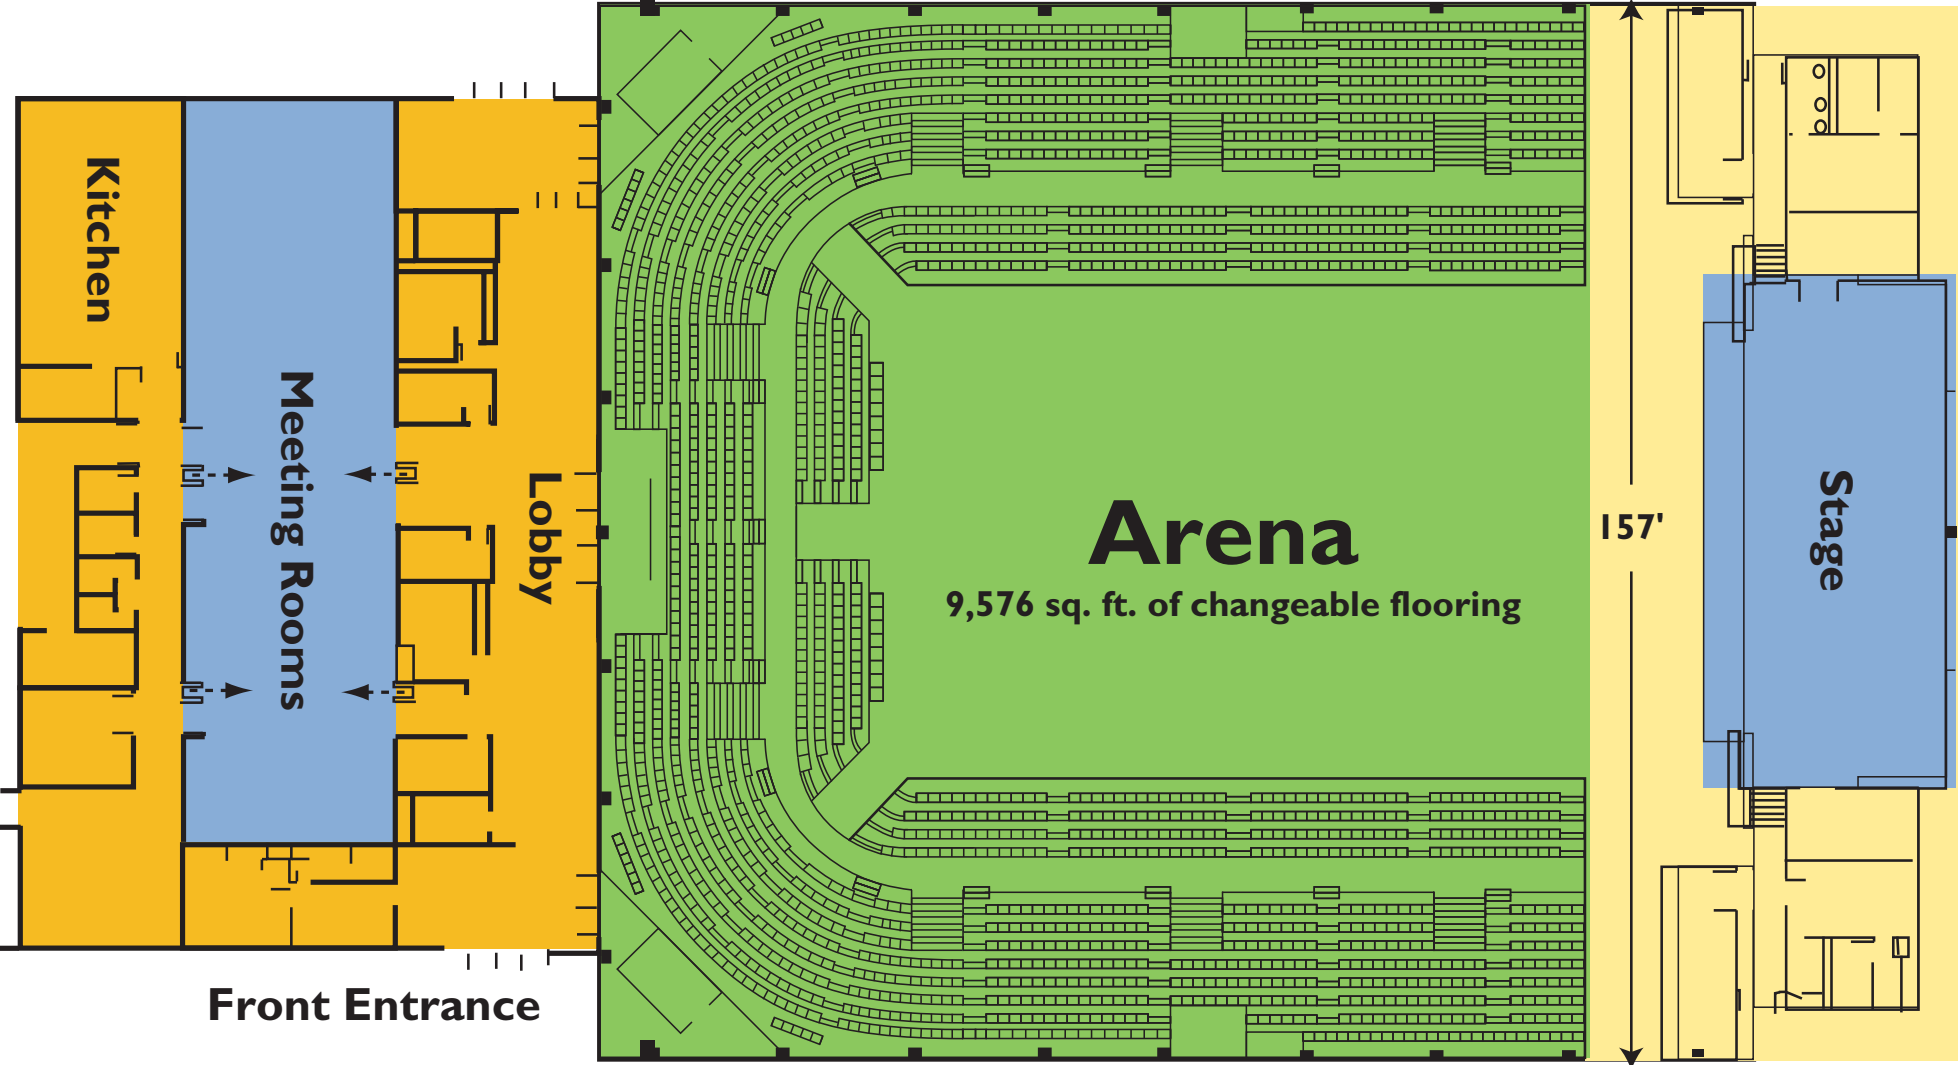 Kitchen
Meeting Rooms
Lobby
Arena
9,576 sq. ft. of changeable flooring
157'
Stage
Front Entrance